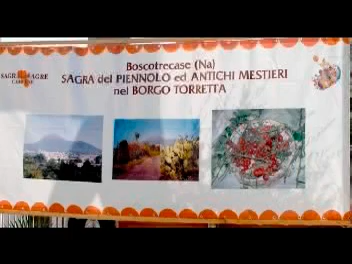 Boscotrecase (Na)
SAGRA del PIENNOLO ed ANTICHI MESTIERI
nel BORGO TORRETTA